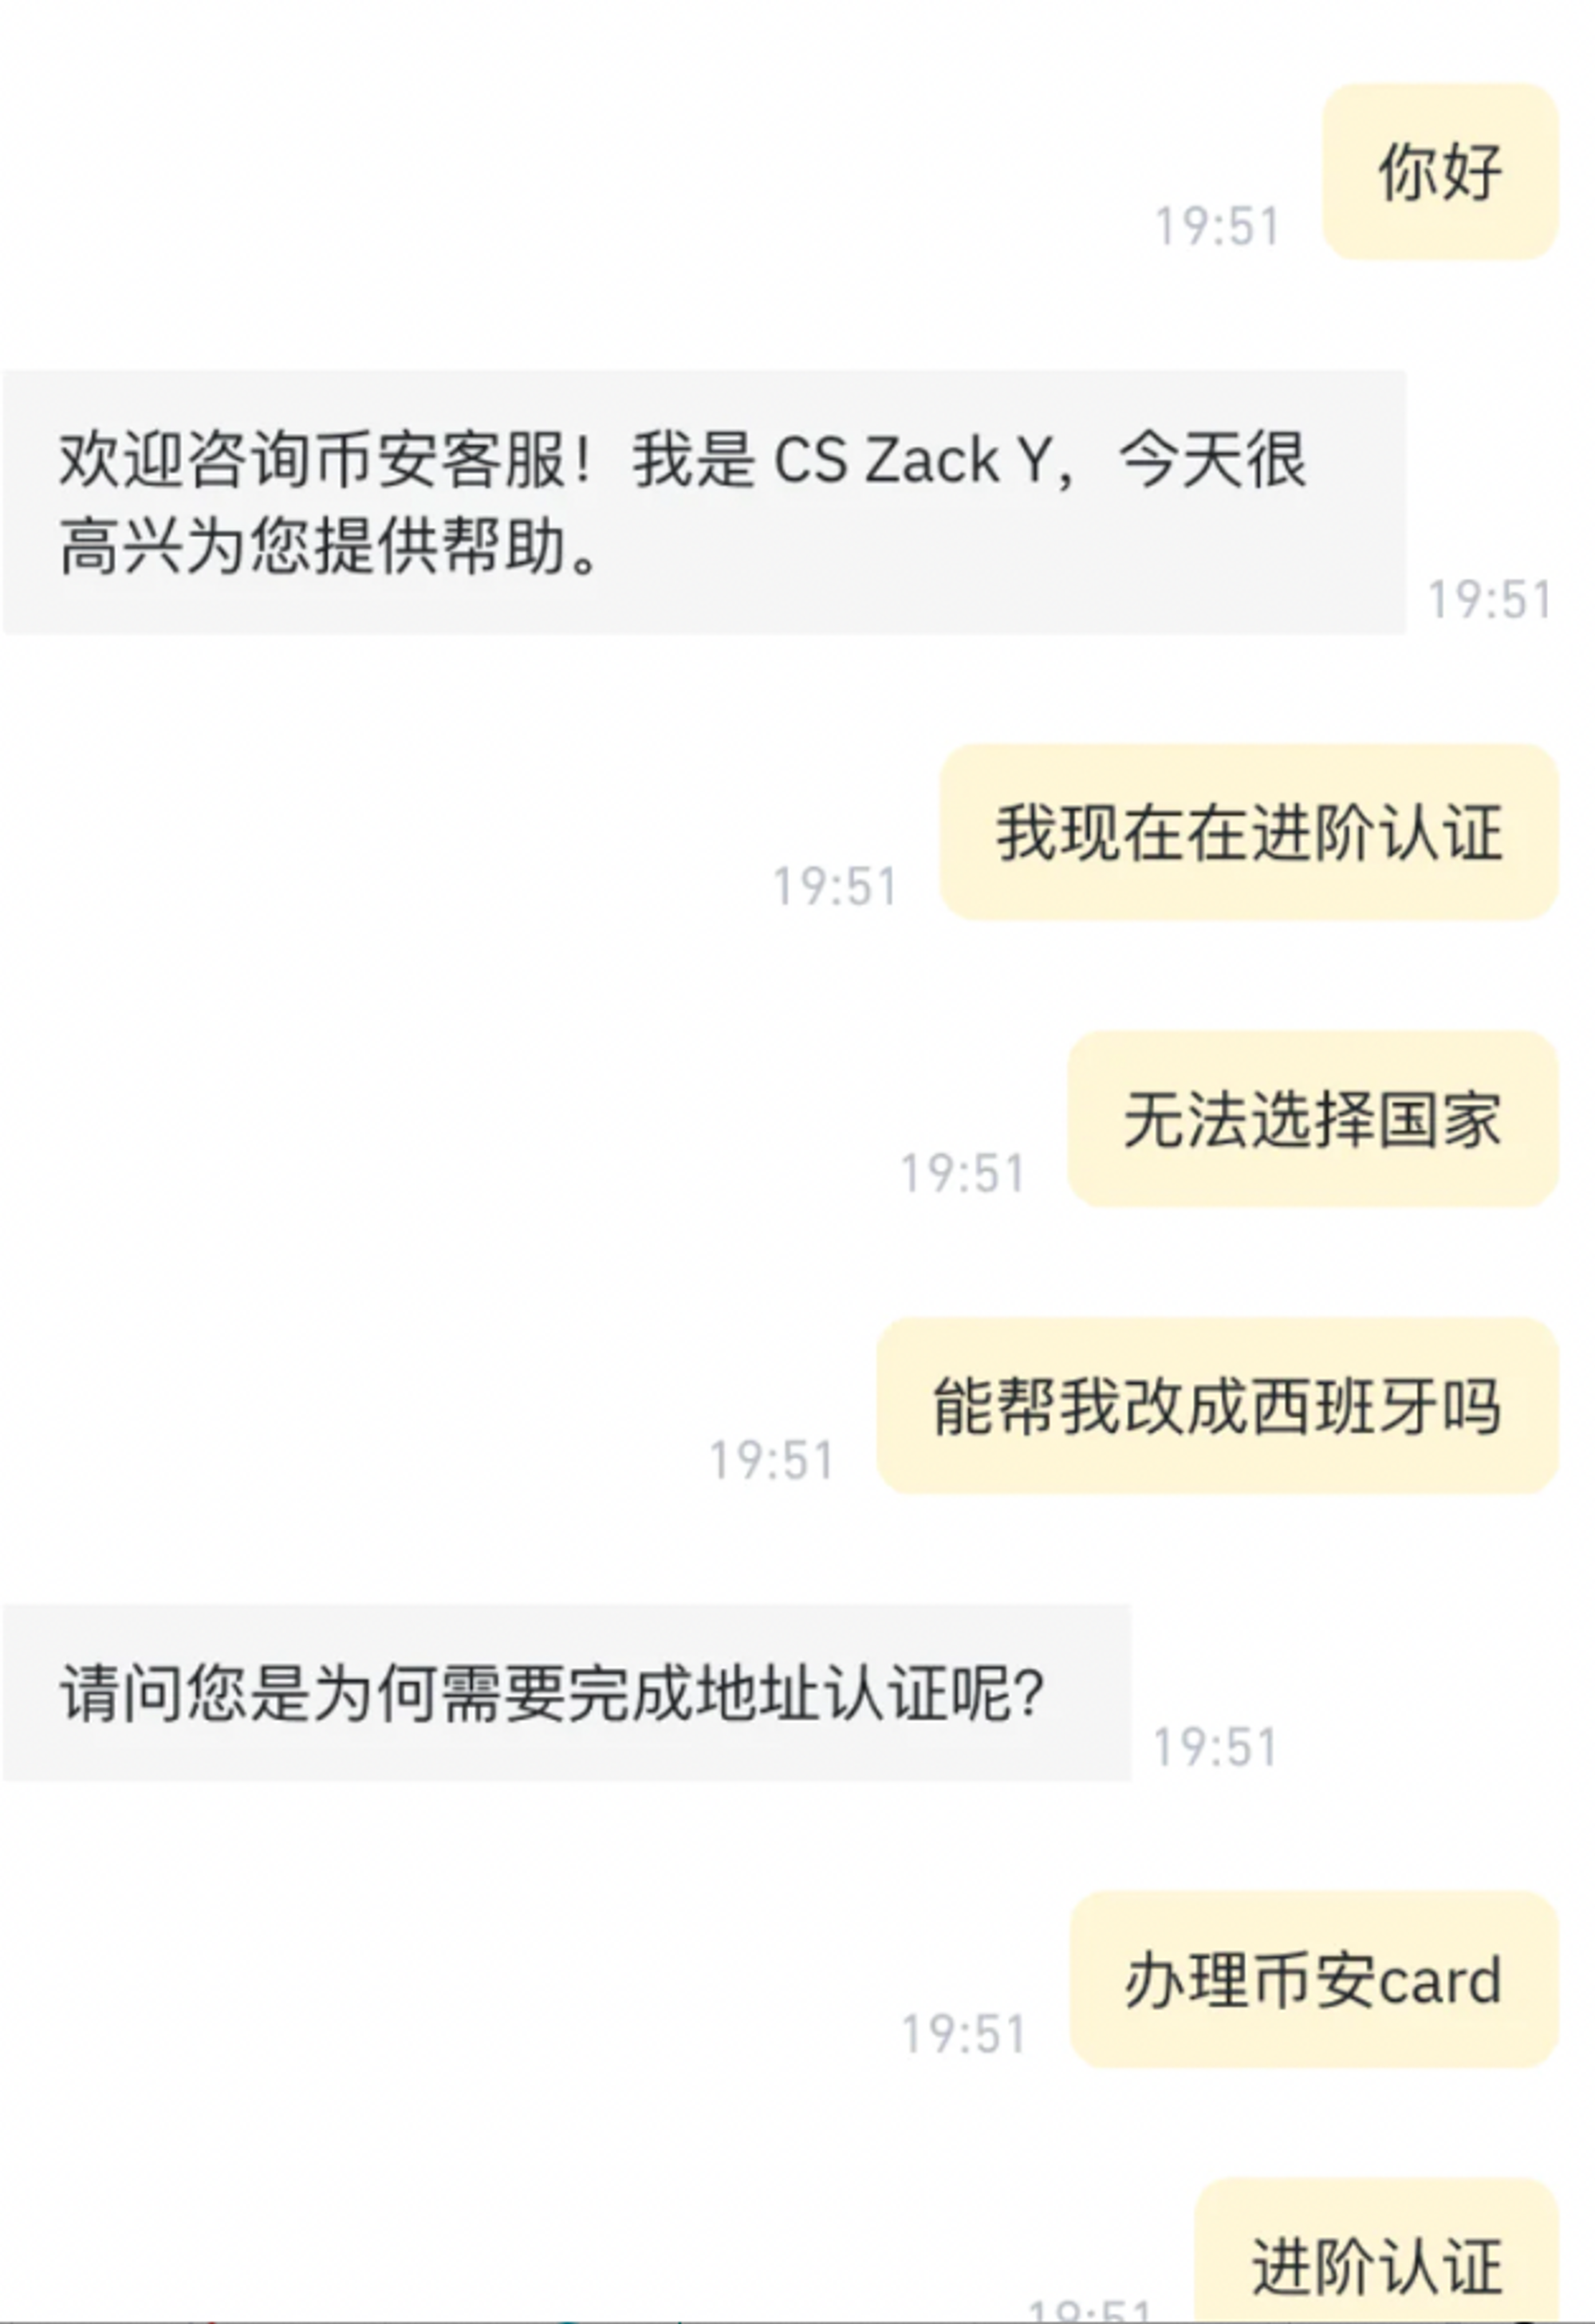 你好
19:51
欢迎咨询币安客服！我是 CS Zack Y，今天很
高兴为您提供帮助。
19:51
我现在在进阶认证
19:51
无法选择国家
19:51
能帮我改成西班牙吗
19:51
请问您是为何需要完成地址认证呢？
19:51
办理币安card
19:51
进阶认证
19:51